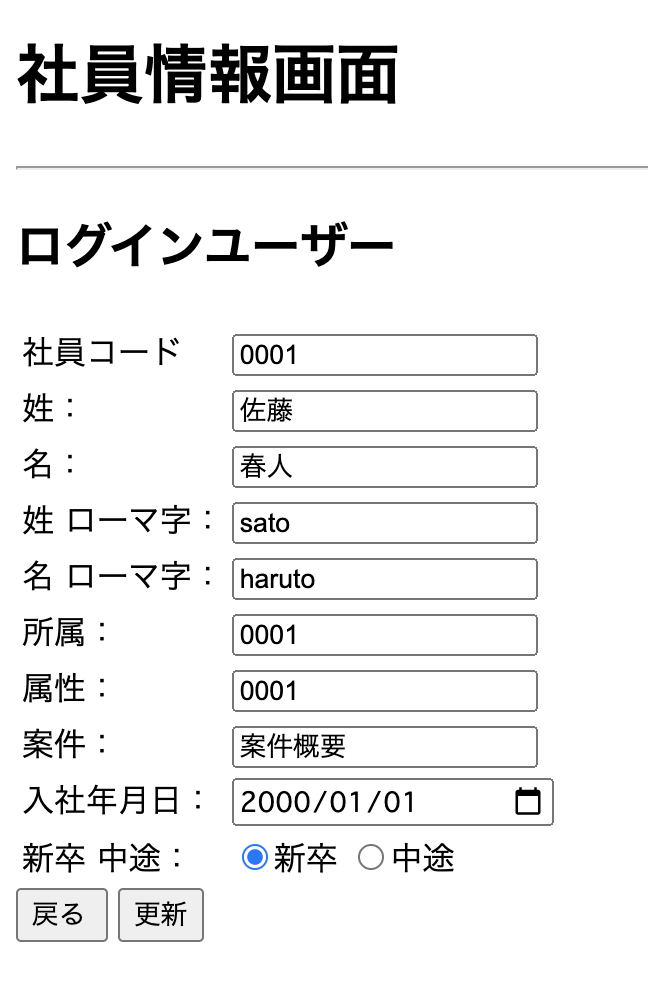 社員情報画面
ログインユーザー
社員コード 0001
姓： 佐藤
名： 春人
姓 ローマ字： sato
名 ローマ字： haruto
所属： 0001
属性： 0001
案件： 案件概要
入社年月日： 2000/01/01
新卒 中途： 新卒 中途
戻る 更新